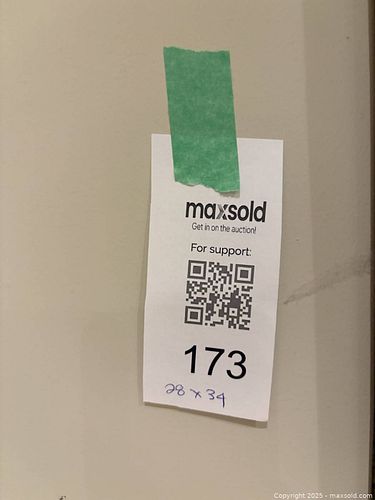 maxsold
Get in on the auction!
For support:
173
28 x 34
Copyright 2025 - maxsold.com